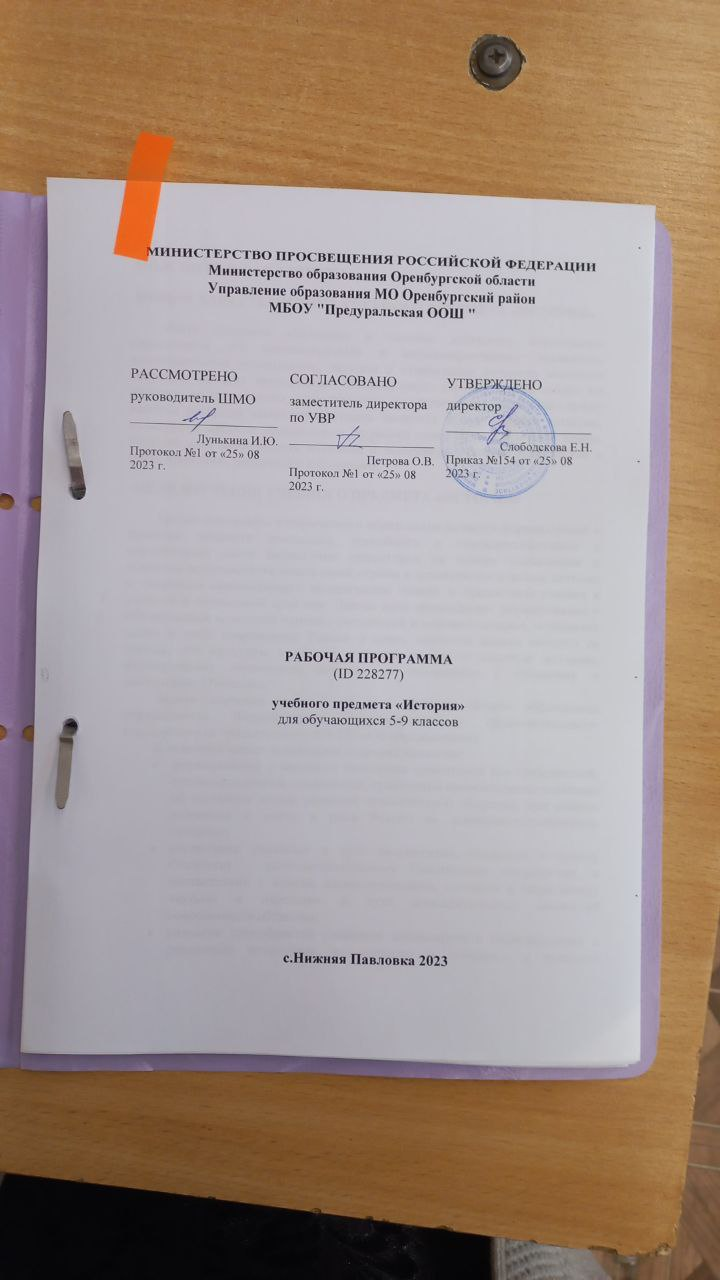 МИНИСТЕРСТВО ПРОСВЕЩЕНИЯ РОССИЙСКОЙ ФЕДЕРАЦИИ
Министерство образования Оренбургской области
Управление образования МО Оренбургский район
МБОУ "Предуральская ООШ "
РАССМОТРЕНО
руководитель ШМО
Лунькина И.Ю.
Протокол №1 от «25» 08
2023 г.
СОГЛАСОВАНО
заместитель директора
по УВР
Петрова О.В.
Протокол №1 от «25» 08
2023 г.
УТВЕРЖДЕНО
директор
Слободскова Е.Н.
Приказ №154 от «25» 08
2023 г.
РАБОЧАЯ ПРОГРАММА
(ID 228277)
учебного предмета «История»
для обучающихся 5-9 классов
с.Нижняя Павловка 2023